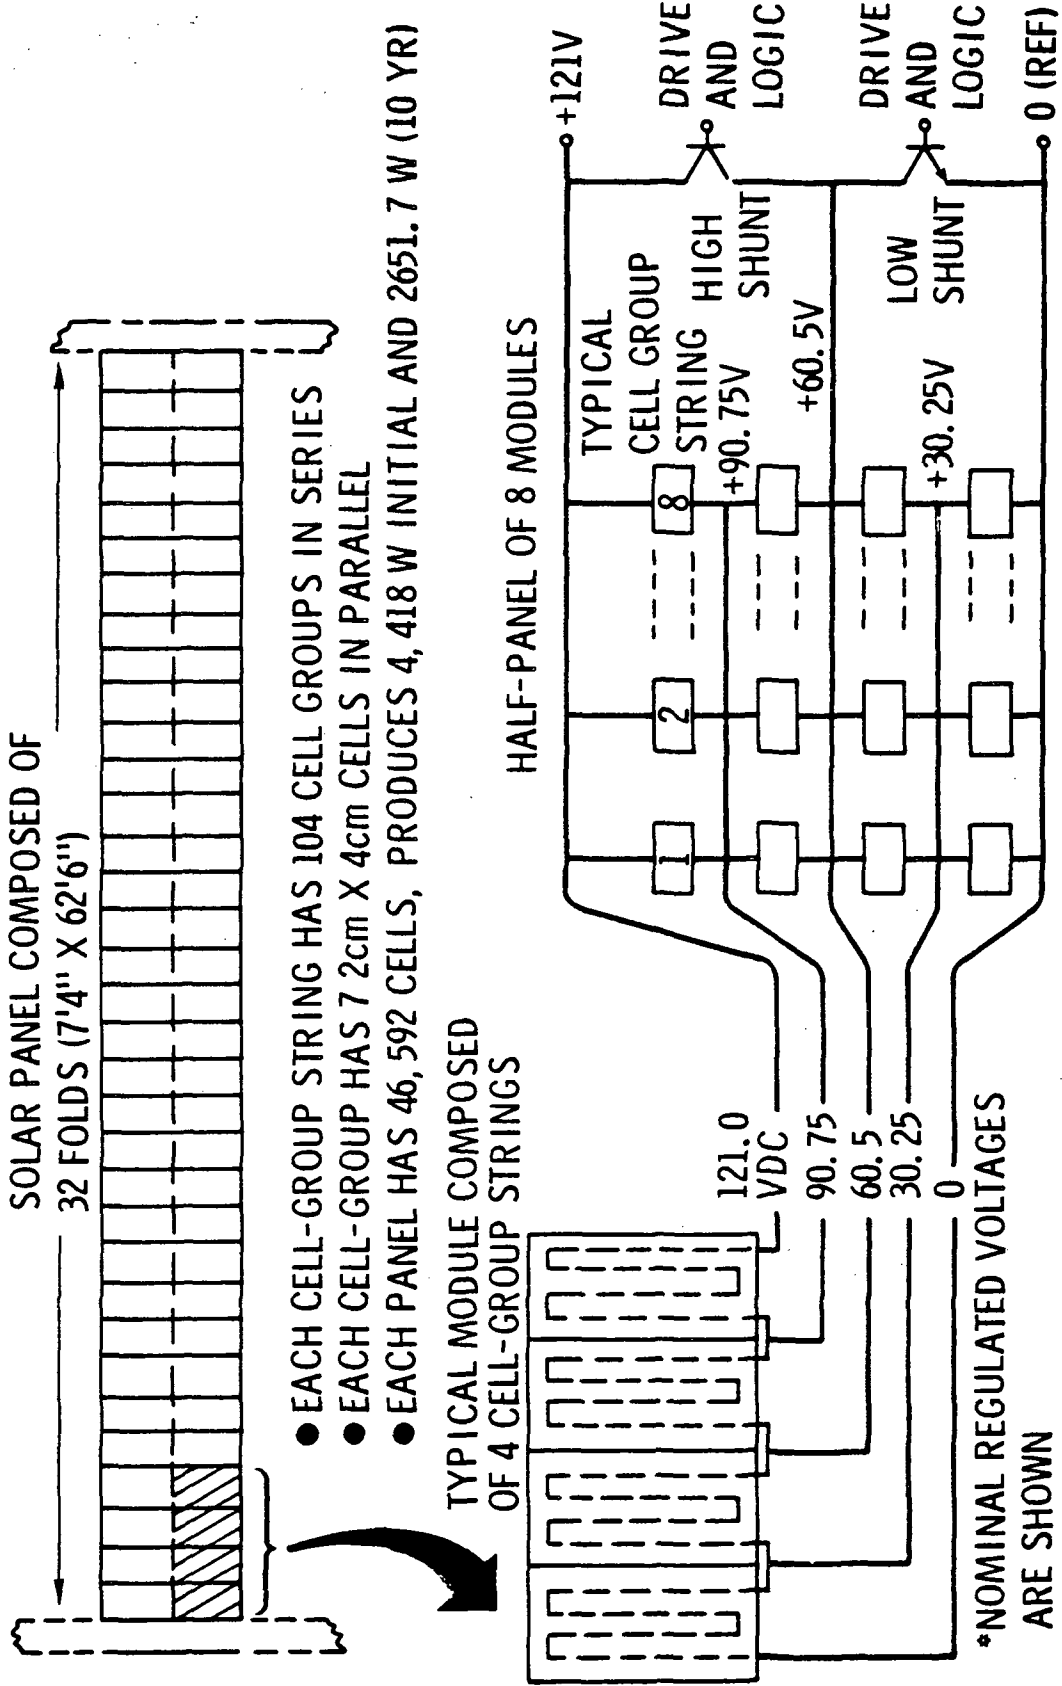 SOLAR PANEL COMPOSED OF
32 FOLDS (7'4" X 62'6")
● EACH CELL-GROUP STRING HAS 104 CELL GROUPS IN SERIES
● EACH CELL-GROUP HAS 7 2cm X 4cm CELLS IN PARALLEL
● EACH PANEL HAS 46,592 CELLS, PRODUCES 4,418 W INITIAL AND 2651.7 W (10 YR)
TYPICAL MODULE COMPOSED
OF 4 CELL-GROUP STRINGS
121.0
VDC
90.75
60.5
30.25
0
*NOMINAL REGULATED VOLTAGES
ARE SHOWN
HALF-PANEL OF 8 MODULES
1
2
8
TYPICAL
CELL GROUP
STRING
+90.75V
+60.5V
+30.25V
HIGH
SHUNT
LOW
SHUNT
+121V
DRIVE
AND
LOGIC
DRIVE
AND
LOGIC
0 (REF)